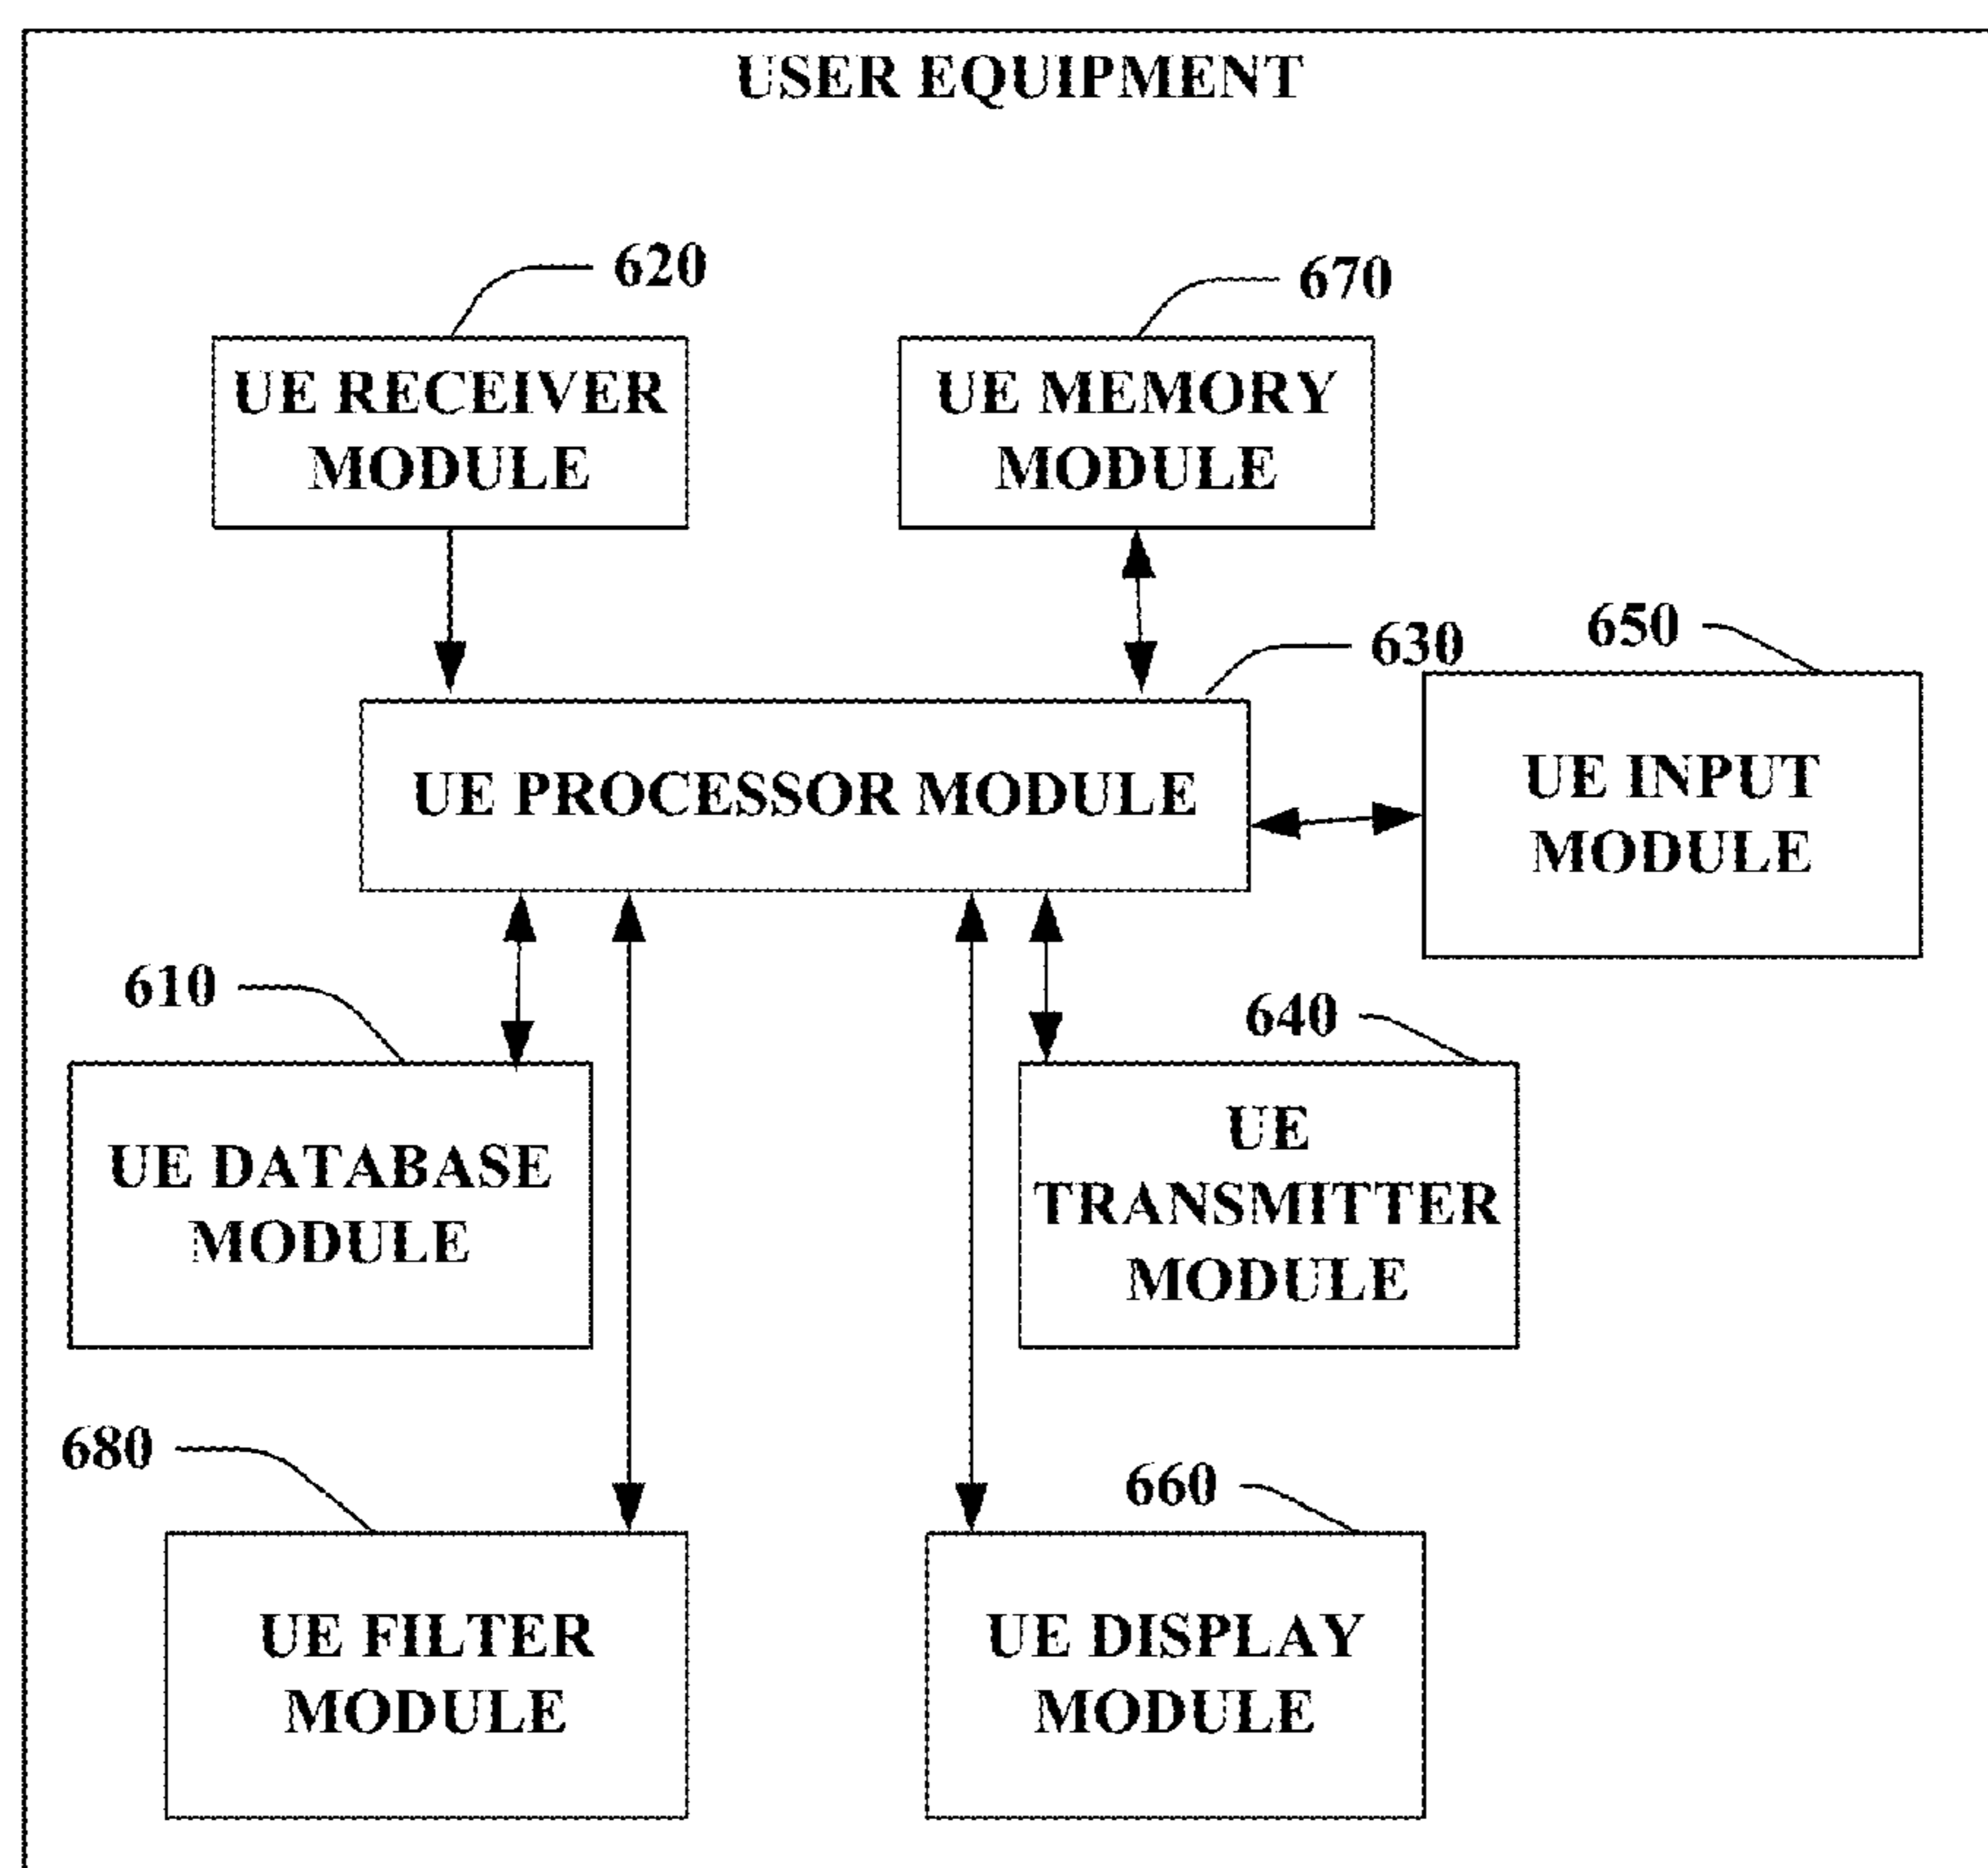 USER EQUIPMENT
620
670
UE RECEIVER
MODULE
UE MEMORY
MODULE
630
650
UE PROCESSOR MODULE
UE INPUT
MODULE
610
640
UE DATABASE
MODULE
UE
TRANSMITTER
MODULE
680
660
UE FILTER
MODULE
UE DISPLAY
MODULE